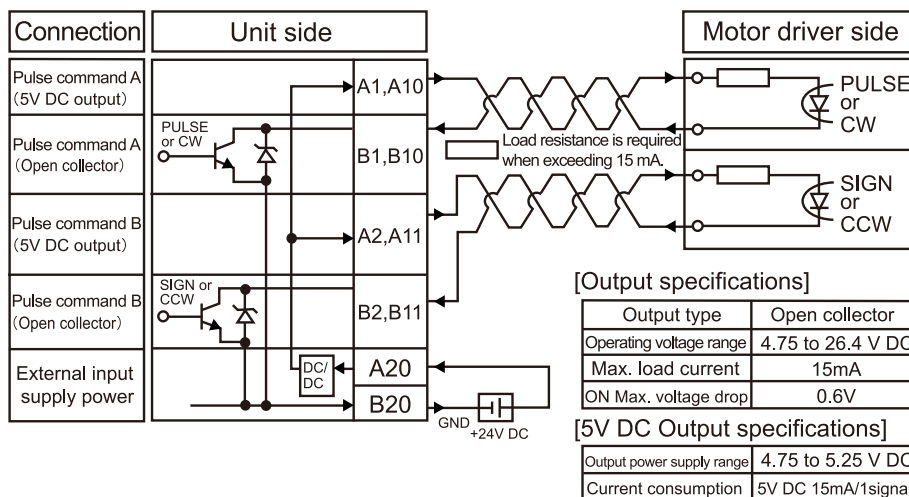 Connection
Unit side
Motor driver side
Pulse command A
(5V DC output)
A1,A10
PULSE
or
CW
Pulse command A
(Open collector)
PULSE
or CW
B1,B10
Load resistance is required
when exceeding 15 mA.
Pulse command B
(5V DC output)
A2,A11
SIGN
or
CCW
Pulse command B
(Open collector)
SIGN or
CCW
B2,B11
External input
supply power
DC/
DC
A20
B20
GND
+24V DC
[Output specifications]
Output type Open collector
Operating voltage range 4.75 to 26.4 V DC
Max. load current 15mA
ON Max. voltage drop 0.6V
[5V DC Output specifications]
Output power supply range 4.75 to 5.25 V DC
Current consumption 5V DC 15mA/1signal